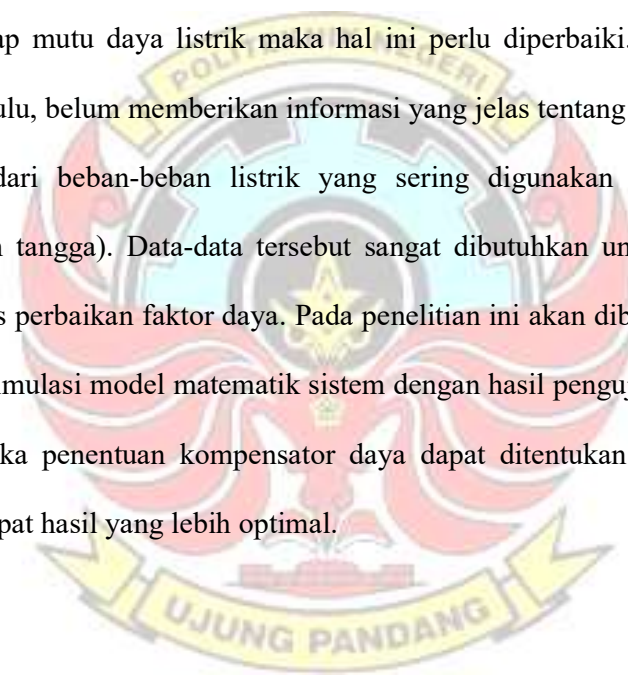 ap mutu daya listrik maka hal ini perlu diperbaiki.
POLITEKNIK NEGERI
ulu, belum memberikan informasi yang jelas tentang
dari beban-beban listrik yang sering digunakan
tangga). Data-data tersebut sangat dibutuhkan un
s perbaikan faktor daya. Pada penelitian ini akan dib
mulasi model matematik sistem dengan hasil penguj
ka penentuan kompensator daya dapat ditentukan
pat hasil yang lebih optimal.
UJUNG PANDANG